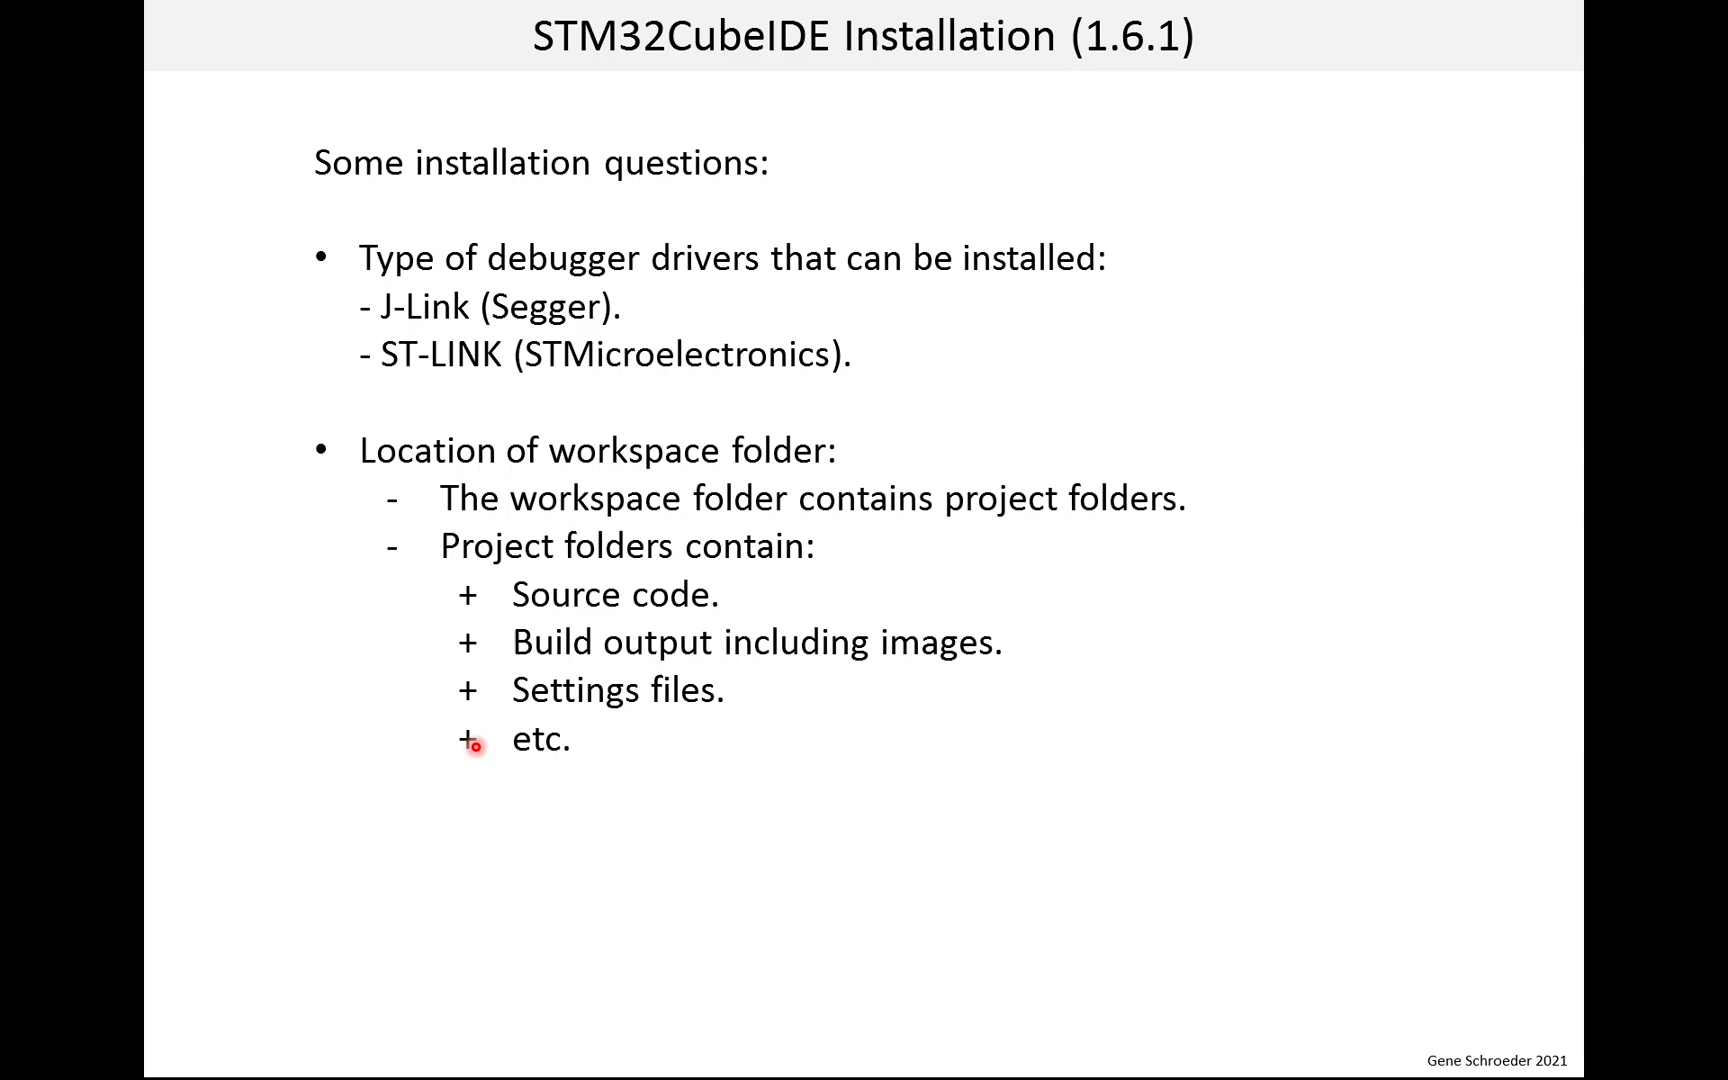 STM32CubeIDE Installation (1.6.1)
Some installation questions:
• Type of debugger drivers that can be installed:
- J-Link (Segger).
- ST-LINK (STMicroelectronics).
• Location of workspace folder:
- The workspace folder contains project folders.
- Project folders contain:
+ Source code.
+ Build output including images.
+ Settings files.
+ etc.
Gene Schroeder 2021